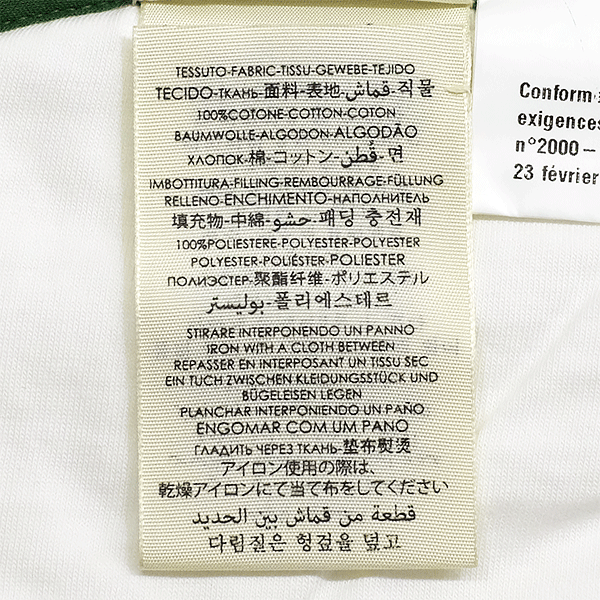 TESSUTO-FABRIC-TISSU-GEWEBE-TEJIDO
TECIDO-ТКАНЬ-面料-表地-قماش-직물
100%COTONE-COTTON-COTON
BAUMWOLLE-ALGODON-ALGODÃO
ХЛОПОК-棉-コットン-قُطن-면
IMBOTTITURA-FILLING-REMBOURRAGE-FÜLLUNG
RELLENO-ENCHIMENTO-НАПОЛНИТЕЛЬ
填充物-中綿-حشو-패딩 충전재
100%POLIESTERE-POLYESTER-POLYESTER
POLYESTER-POLIÉSTER-POLIESTER
ПОЛИЭСТЕР-聚酯纤维-ポリエステル
بوليستر-폴리에스테르
STIRARE INTERPONENDO UN PANNO
IRON WITH A CLOTH BETWEEN
REPASSER EN INTERPOSANT UN TISSU SEC
EIN TUCH ZWISCHEN KLEIDUNGSSTÜCK UND
BÜGELEISEN LEGEN
PLANCHAR INTERPONIENDO UN PAÑO
ENGOMAR COM UM PANO
ГЛАДИТЬ ЧЕРЕЗ ТКАНЬ-垫布熨烫
アイロン使用の際は、
乾燥アイロンにて当て布をしてください
قطعة من قماش بين الحديد
다림질은 헝겊을 덮고
Conform
exigences
n°2000 –
23 février